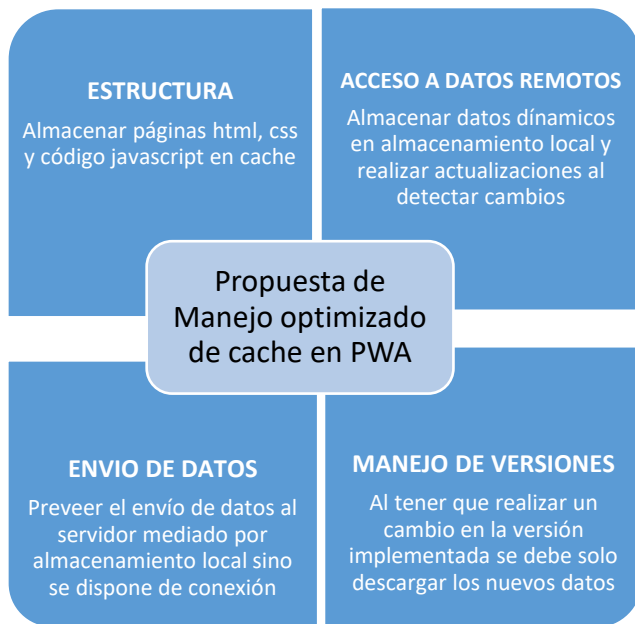 ESTRUCTURA
Almacenar páginas html, css
y código javascript en cache
ACCESO A DATOS REMOTOS
Almacenar datos dínamicos
en almacenamiento local y
realizar actualizaciones al
detectar cambios
Propuesta de
Manejo optimizado
de cache en PWA
ENVIO DE DATOS
Preveer el envío de datos al
servidor mediado por
almacenamiento local sino
se dispone de conexión
MANEJO DE VERSIONES
Al tener que realizar un
cambio en la versión
implementada se debe solo
descargar los nuevos datos